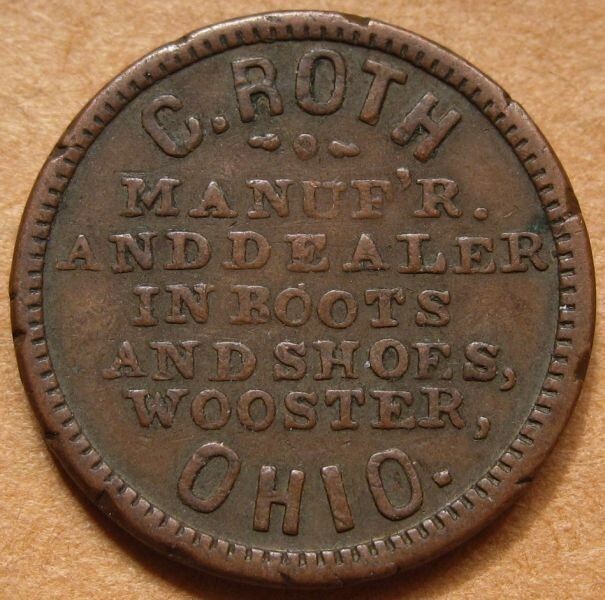 C. ROTH
MANUF'R.
AND DEALER
IN BOOTS
AND SHOES,
WOOSTER,
OHIO.